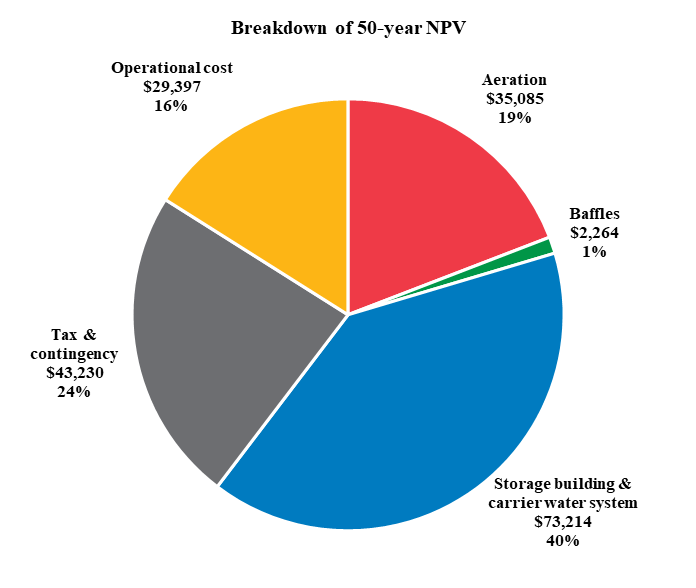 Breakdown of 50-year NPV
Operational cost
$29,397
16%
Aeration
$35,085
19%
Baffles
$2,264
1%
Tax &
contingency
$43,230
24%
Storage building &
carrier water system
$73,214
40%